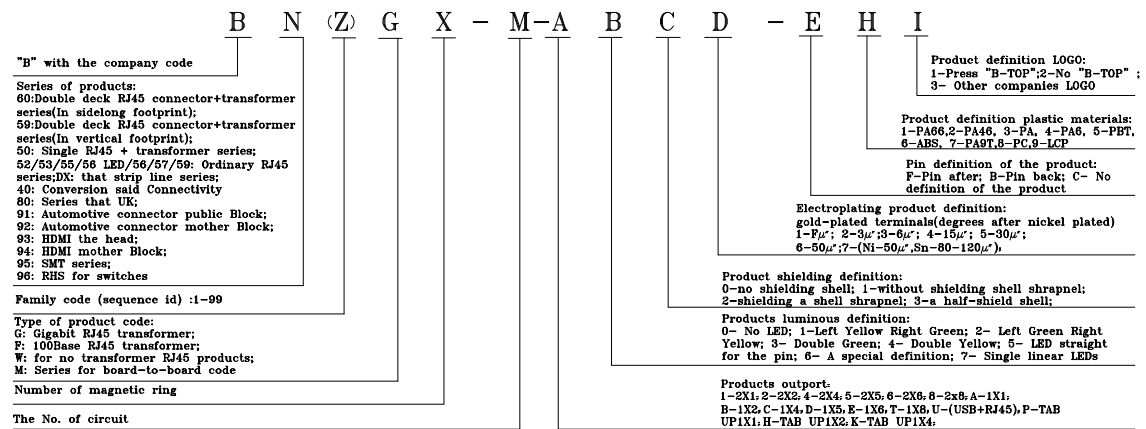 B N (Z) G X - M - A B C D - E H I
"B" with the company code
Series of products:
60:Double deck RJ45 connector+transformer
series(In sidelong footprint);
59:Double deck RJ45 connector+transformer
series(In vertical footprint);
50: Single RJ45 + transformer series;
52/53/55/56 LED/56/57/59: Ordinary RJ45
series;DX: that strip line series;
40: Conversion said Connectivity
80: Series that UK;
91: Automotive connector public Block;
92: Automotive connector mother Block;
93: HDMI the head;
94: HDMI mother Block;
95: SMT series;
96: RHS for switches
Family code (sequence id) :1-99
Type of product code:
G: Gigabit RJ45 transformer;
F: 100Base RJ45 transformer;
W: for no transformer RJ45 products;
M: Series for board-to-board code
Number of magnetic ring
The No. of circuit
Product definition LOGO:
1-Press "B-TOP";2-No "B-TOP" ;
3- Other companies LOGO
Product definition plastic materials:
1-PA66,2-PA46, 3-PA, 4-PA6, 5-PBT,
6-ABS, 7-PA9T,8-PC,9-LCP
Pin definition of the product:
F-Pin after; B-Pin back; C- No
definition of the product
Electroplating product definition:
gold-plated terminals(degrees after nickel plated)
1-Fμ"; 2-3μ";3-6μ"; 4-15μ"; 5-30μ";
6-50μ";7-(Ni-50μ",Sn-80-120μ");
Product shielding definition:
0-no shielding shell; 1-without shielding shell shrapnel;
2-shielding a shell shrapnel; 3-a half-shield shell;
Products luminous definition:
0- No LED; 1-Left Yellow Right Green; 2- Left Green Right
Yellow; 3- Double Green; 4- Double Yellow; 5- LED straight
for the pin; 6- A special definition; 7- Single linear LEDs
Products outport:
1-2X1; 2-2X2; 4-2X4; 5-2X5; 6-2X6; 8-2x8; A-1X1;
B-1X2, C-1X4, D-1X5, E-1X6, T-1X8, U-(USB+RJ45), P-TAB
UP1X1; H-TAB UP1X2; K-TAB UP1X4;